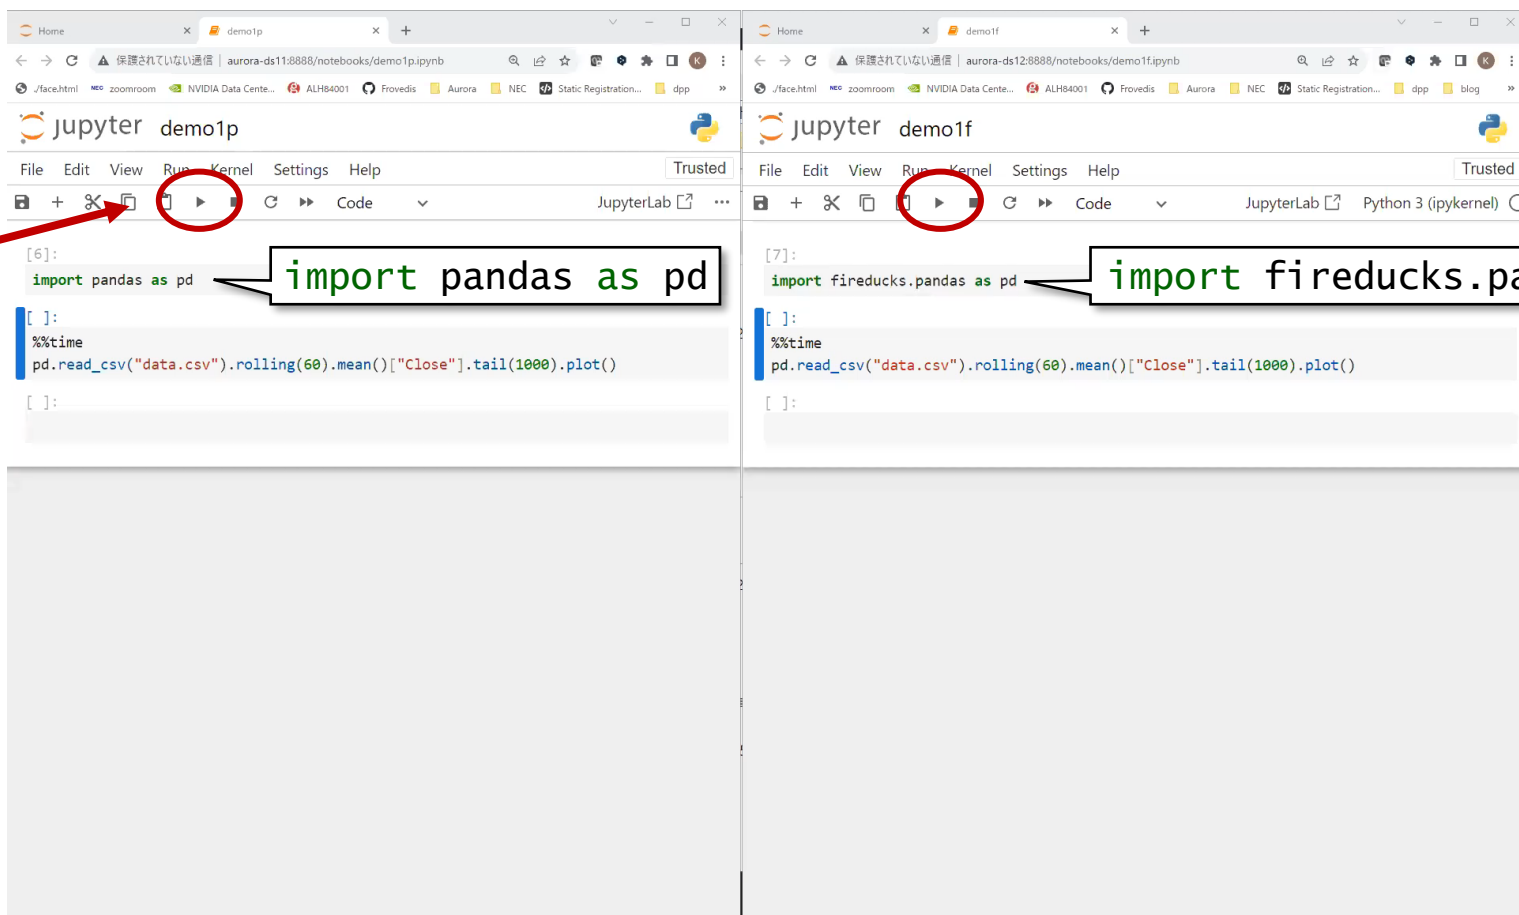 Home
demo1p
保護されていない通信 | aurora-ds11:8888/notebooks/demo1p.ipynb
K
./face.html NEC zoomroom NVIDIA Data Cente... ALH84001 Frovedis Aurora NEC Static Registration... dpp »
jupyter demo1p
File Edit View Run Kernel Settings Help Trusted
Code JupyterLab ...
[6]:
import pandas as pd
import pandas as pd
[ ]:
%%time
pd.read_csv("data.csv").rolling(60).mean()["Close"].tail(1000).plot()
[ ]:
Home
demo1f
保護されていない通信 | aurora-ds12:8888/notebooks/demo1f.ipynb
K
./face.html NEC zoomroom NVIDIA Data Cente... ALH84001 Frovedis Aurora NEC Static Registration... dpp blog »
jupyter demo1f
File Edit View Run Kernel Settings Help Trusted
Code JupyterLab Python 3 (ipykernel)
[7]:
import fireducks.pandas as pd
import fireducks.pa
[ ]:
%%time
pd.read_csv("data.csv").rolling(60).mean()["Close"].tail(1000).plot()
[ ]: